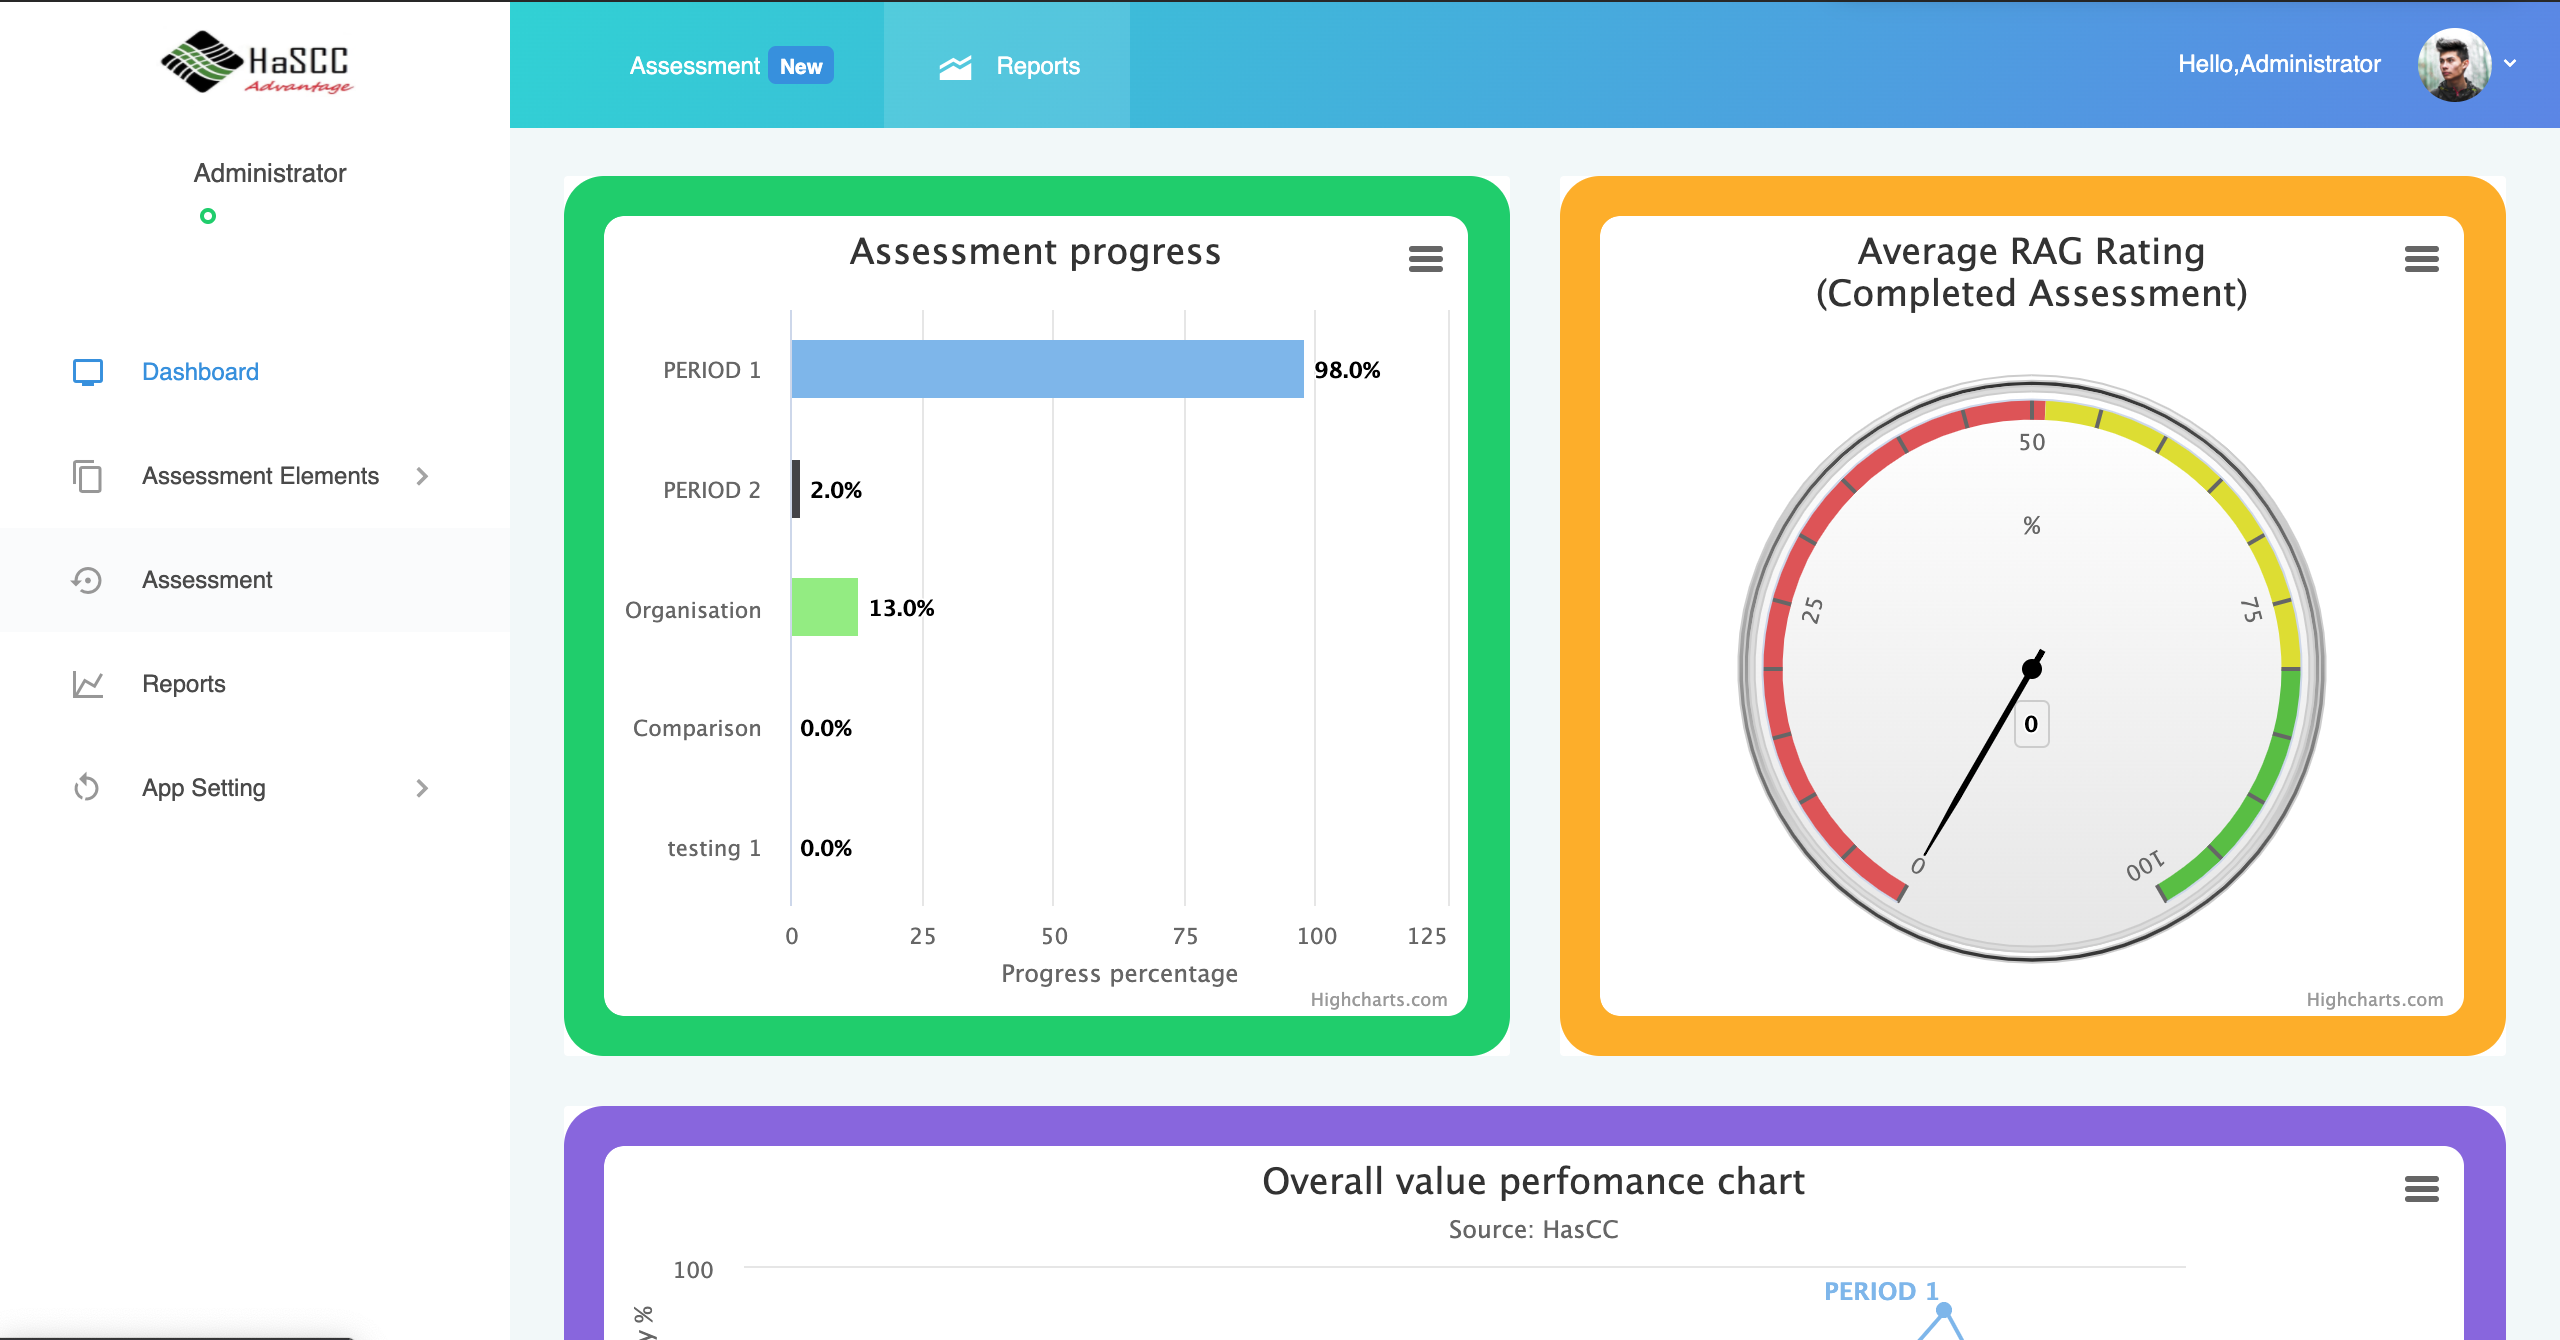 HaSCC
Advantage
Administrator
Dashboard
Assessment Elements
Assessment
Reports
App Setting
Assessment New
Reports
Hello,Administrator
Assessment progress
PERIOD 1
98.0%
PERIOD 2
2.0%
Organisation
13.0%
Comparison
0.0%
testing 1
0.0%
0 25 50 75 100 125
Progress percentage
Highcharts.com
Average RAG Rating
(Completed Assessment)
50
%
25
75
0
0
100
Highcharts.com
Overall value perfomance chart
Source: HasCC
100
PERIOD 1
y %